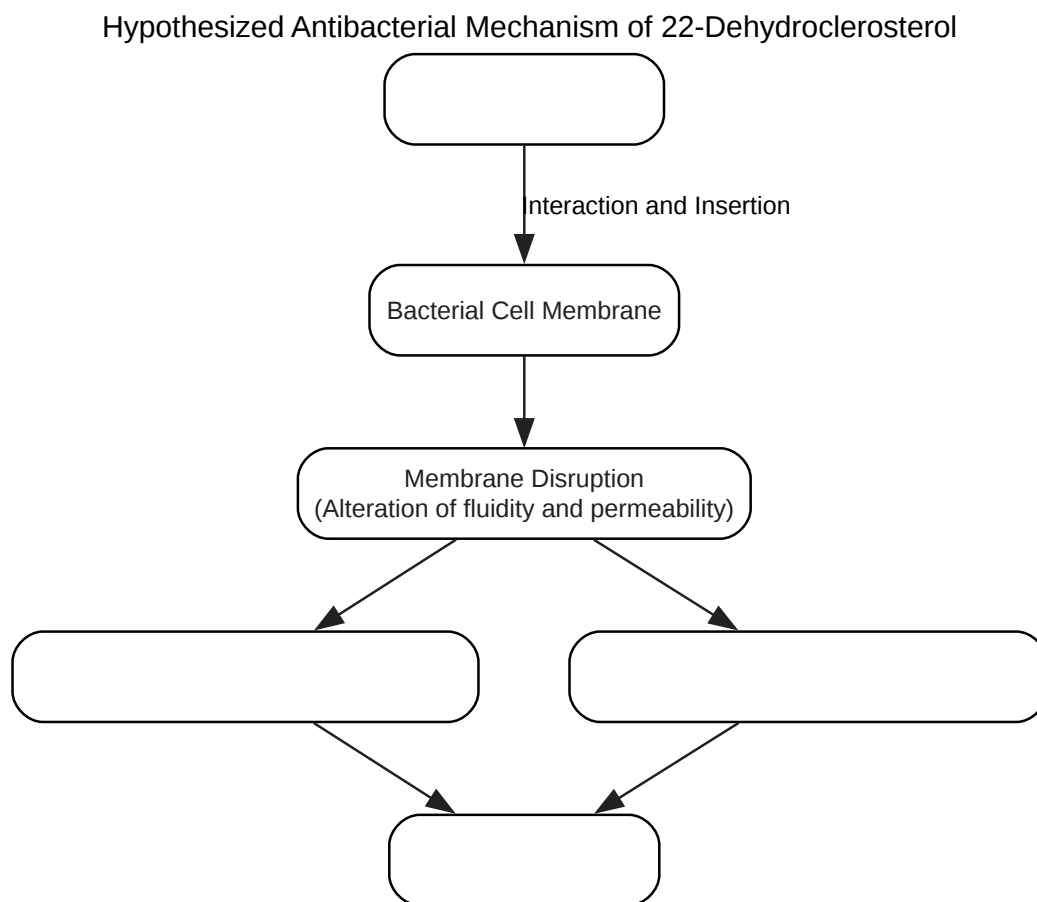 Hypothesized Antibacterial Mechanism of 22-Dehydroclerosterol
Interaction and Insertion
Bacterial Cell Membrane
Membrane Disruption
(Alteration of fluidity and permeability)